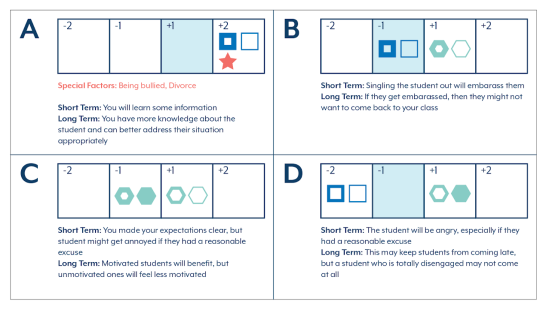 A
-2 -1 +1 +2
Special Factors: Being bullied, Divorce
Short Term: You will learn some information
Long Term: You have more knowledge about the
student and can better address their situation
appropriately
B
-2 -1 +1 +2
Short Term: Singling the student out will embarass them
Long Term: If they get embarassed, then they might not
want to come back to your class
C
-2 -1 +1 +2
Short Term: You made your expectations clear, but
student might get annoyed if they had a reasonable
excuse
Long Term: Motivated students will benefit, but
unmotivated ones will feel less motivated
D
-2 -1 +1 +2
Short Term: The student will be angry, especially if they
had a reasonable excuse
Long Term: This may keep students from coming late,
but a student who is totally disengaged may not come
at all